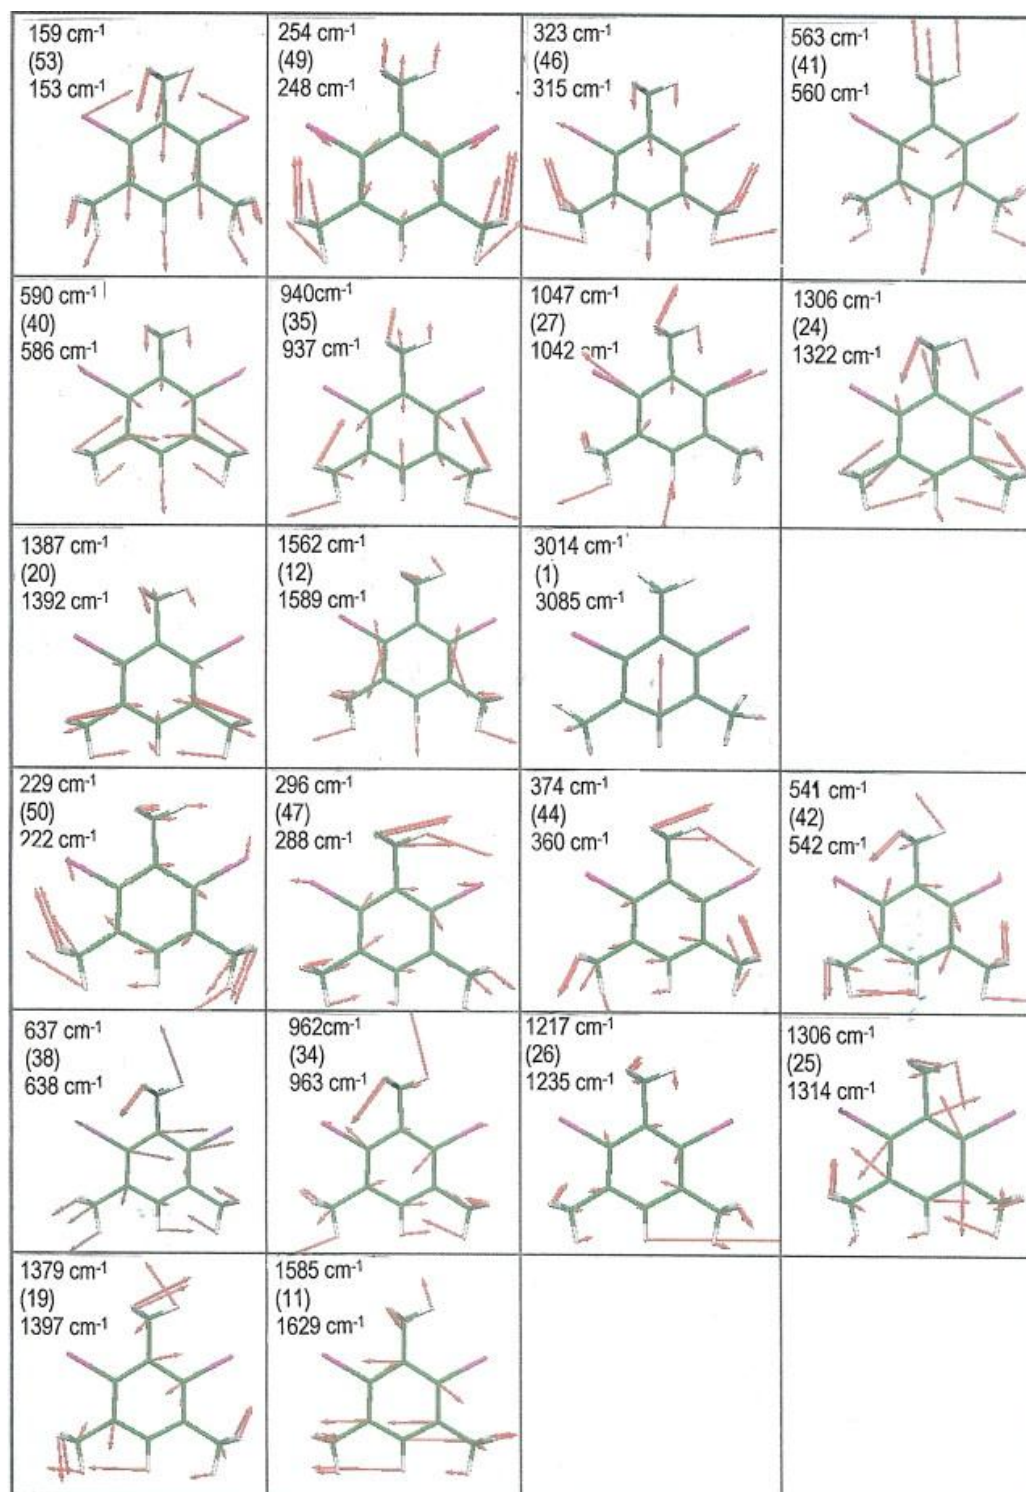 159 cm-1
(53)
153 cm-1
254 cm-1
(49)
248 cm-1
323 cm-1
(46)
315 cm-1
563 cm-1
(41)
560 cm-1
590 cm-1
(40)
586 cm-1
940cm-1
(35)
937 cm-1
1047 cm-1
(27)
1042 cm-1
1306 cm-1
(24)
1322 cm-1
1387 cm-1
(20)
1392 cm-1
1562 cm-1
(12)
1589 cm-1
3014 cm-1
(1)
3085 cm-1
229 cm-1
(50)
222 cm-1
296 cm-1
(47)
288 cm-1
374 cm-1
(44)
360 cm-1
541 cm-1
(42)
542 cm-1
637 cm-1
(38)
638 cm-1
962cm-1
(34)
963 cm-1
1217 cm-1
(26)
1235 cm-1
1306 cm-1
(25)
1314 cm-1
1379 cm-1
(19)
1397 cm-1
1585 cm-1
(11)
1629 cm-1